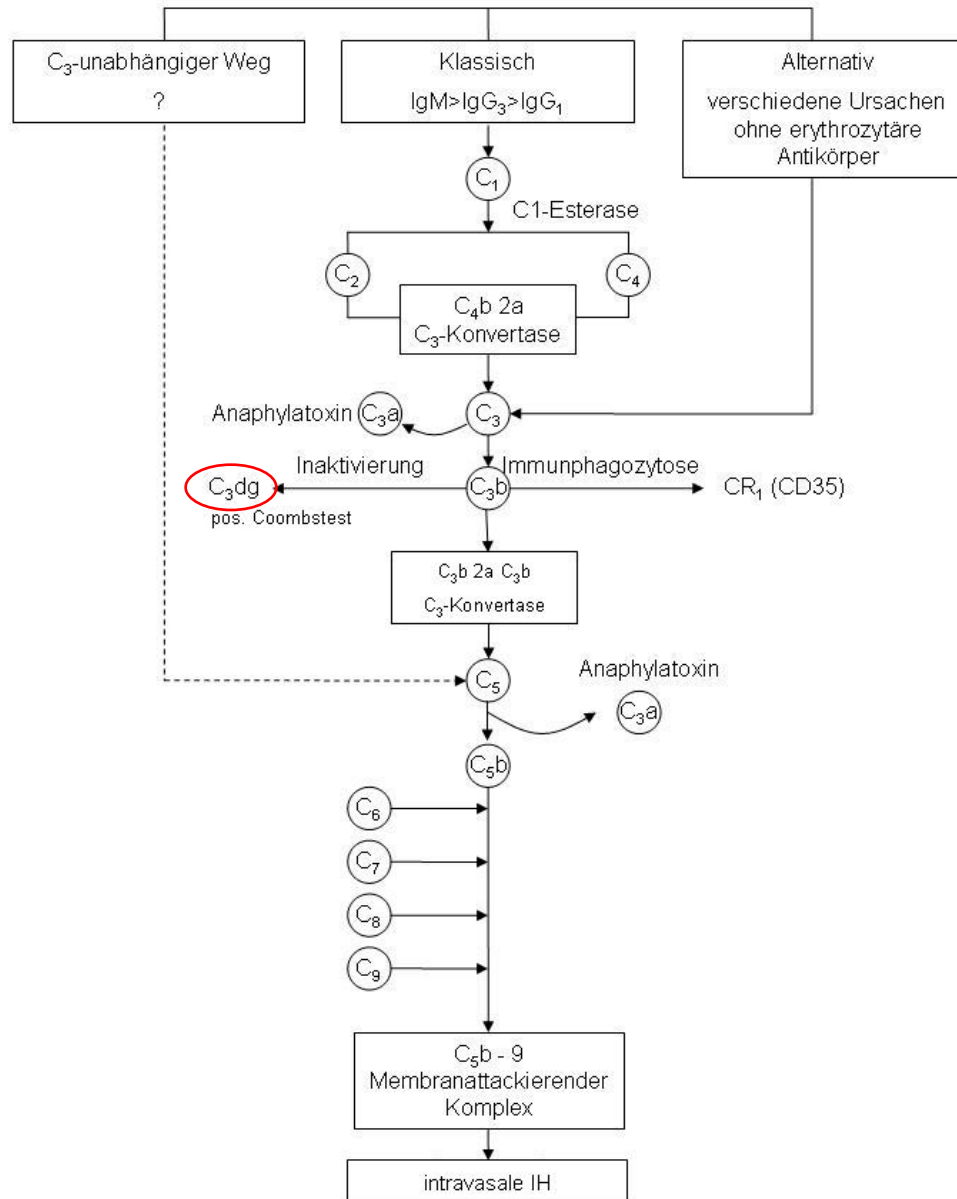 C₃-unabhängiger Weg
?
Klassisch
IgM>IgG₃>IgG₁
Alternativ
verschiedene Ursachen
ohne erythrozytäre
Antikörper
C₁
C1-Esterase
C₂
C₄
C₄b 2a
C₃-Konvertase
Anaphylatoxin
C₃a
C₃
Inaktivierung
Immunphagozytose
C₃dg
C₃b
CR₁ (CD35)
pos. Coombstest
C₃b 2a C₃b
C₃-Konvertase
C₅
Anaphylatoxin
C₃a
C₅b
C₆
C₇
C₈
C₉
C₅b - 9
Membranattackierender
Komplex
intravasale IH